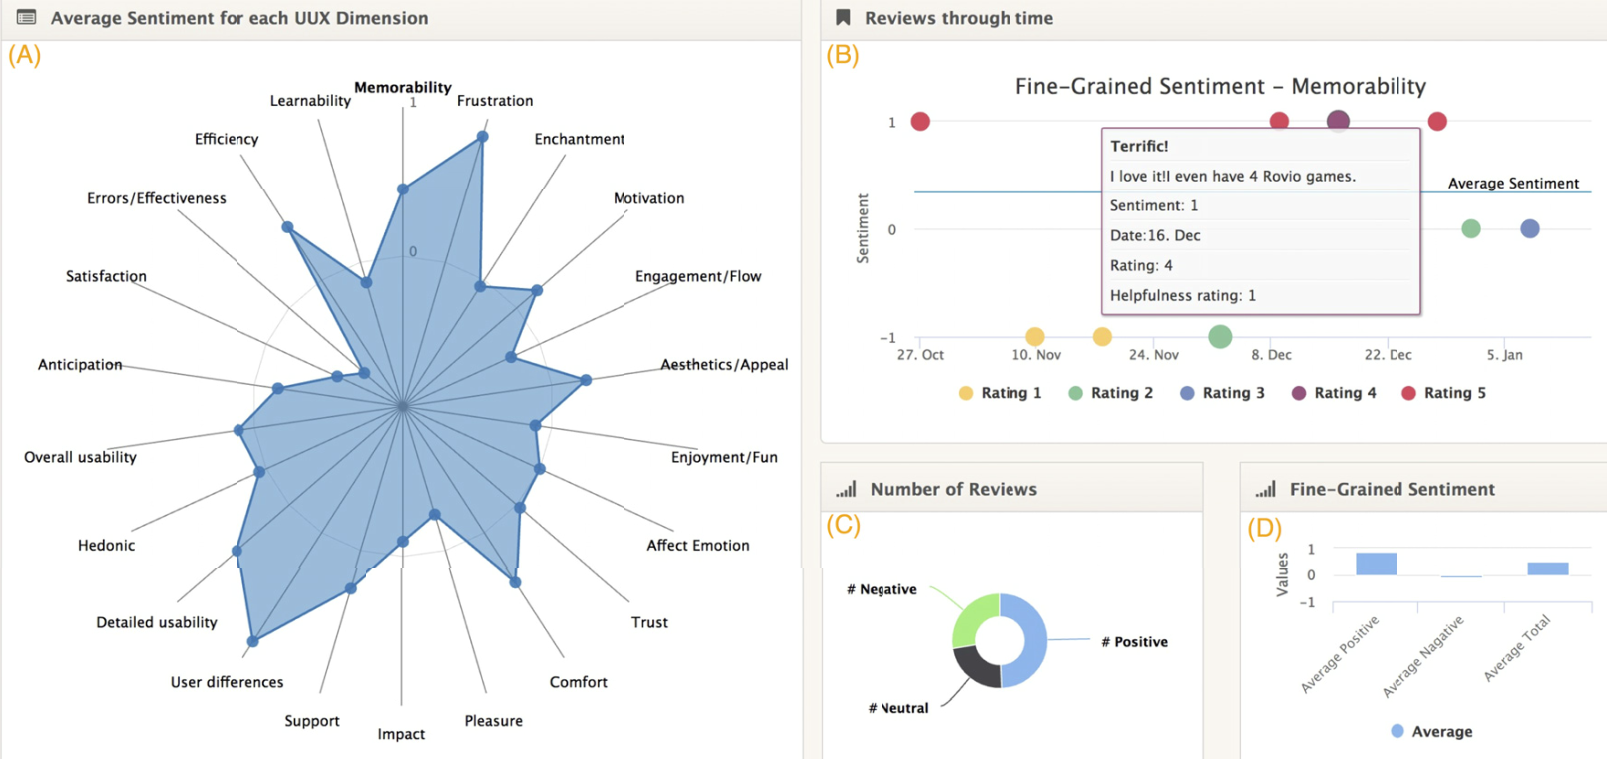 Average Sentiment for each UUX Dimension
(A)
Memorability
1
Learnability
Frustration
Efficiency
Enchantment
Errors/Effectiveness
Motivation
0
Satisfaction
Engagement/Flow
Anticipation
Aesthetics/Appeal
Overall usability
Enjoyment/Fun
Hedonic
Affect Emotion
Detailed usability
Trust
User differences
Comfort
Support
Pleasure
Impact
Reviews through time
(B)
Fine-Grained Sentiment – Memorability
1
0
-1
Sentiment
Average Sentiment
Terrific!
I love it!I even have 4 Rovio games.
Sentiment: 1
Date:16. Dec
Rating: 4
Helpfulness rating: 1
27. Oct
10. Nov
24. Nov
8. Dec
22. Dec
5. Jan
Rating 1
Rating 2
Rating 3
Rating 4
Rating 5
Number of Reviews
(C)
# Negative
# Positive
# Neutral
Fine-Grained Sentiment
(D)
Values
1
0
-1
Average Positive
Average Nagative
Average Total
Average